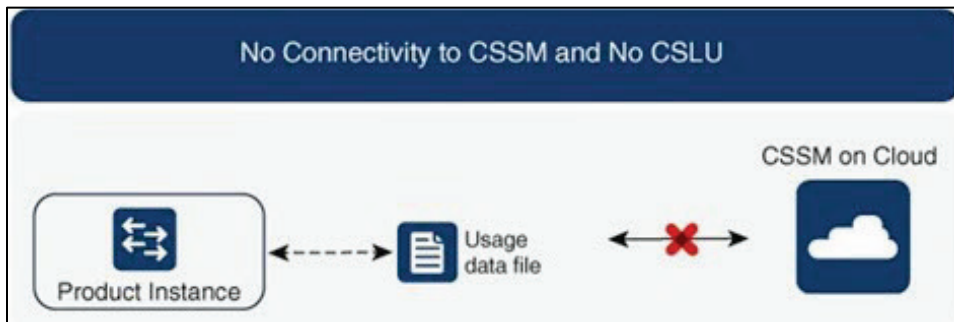 No Connectivity to CSSM and No CSLU
CSSM on Cloud
Usage
data file
Product Instance